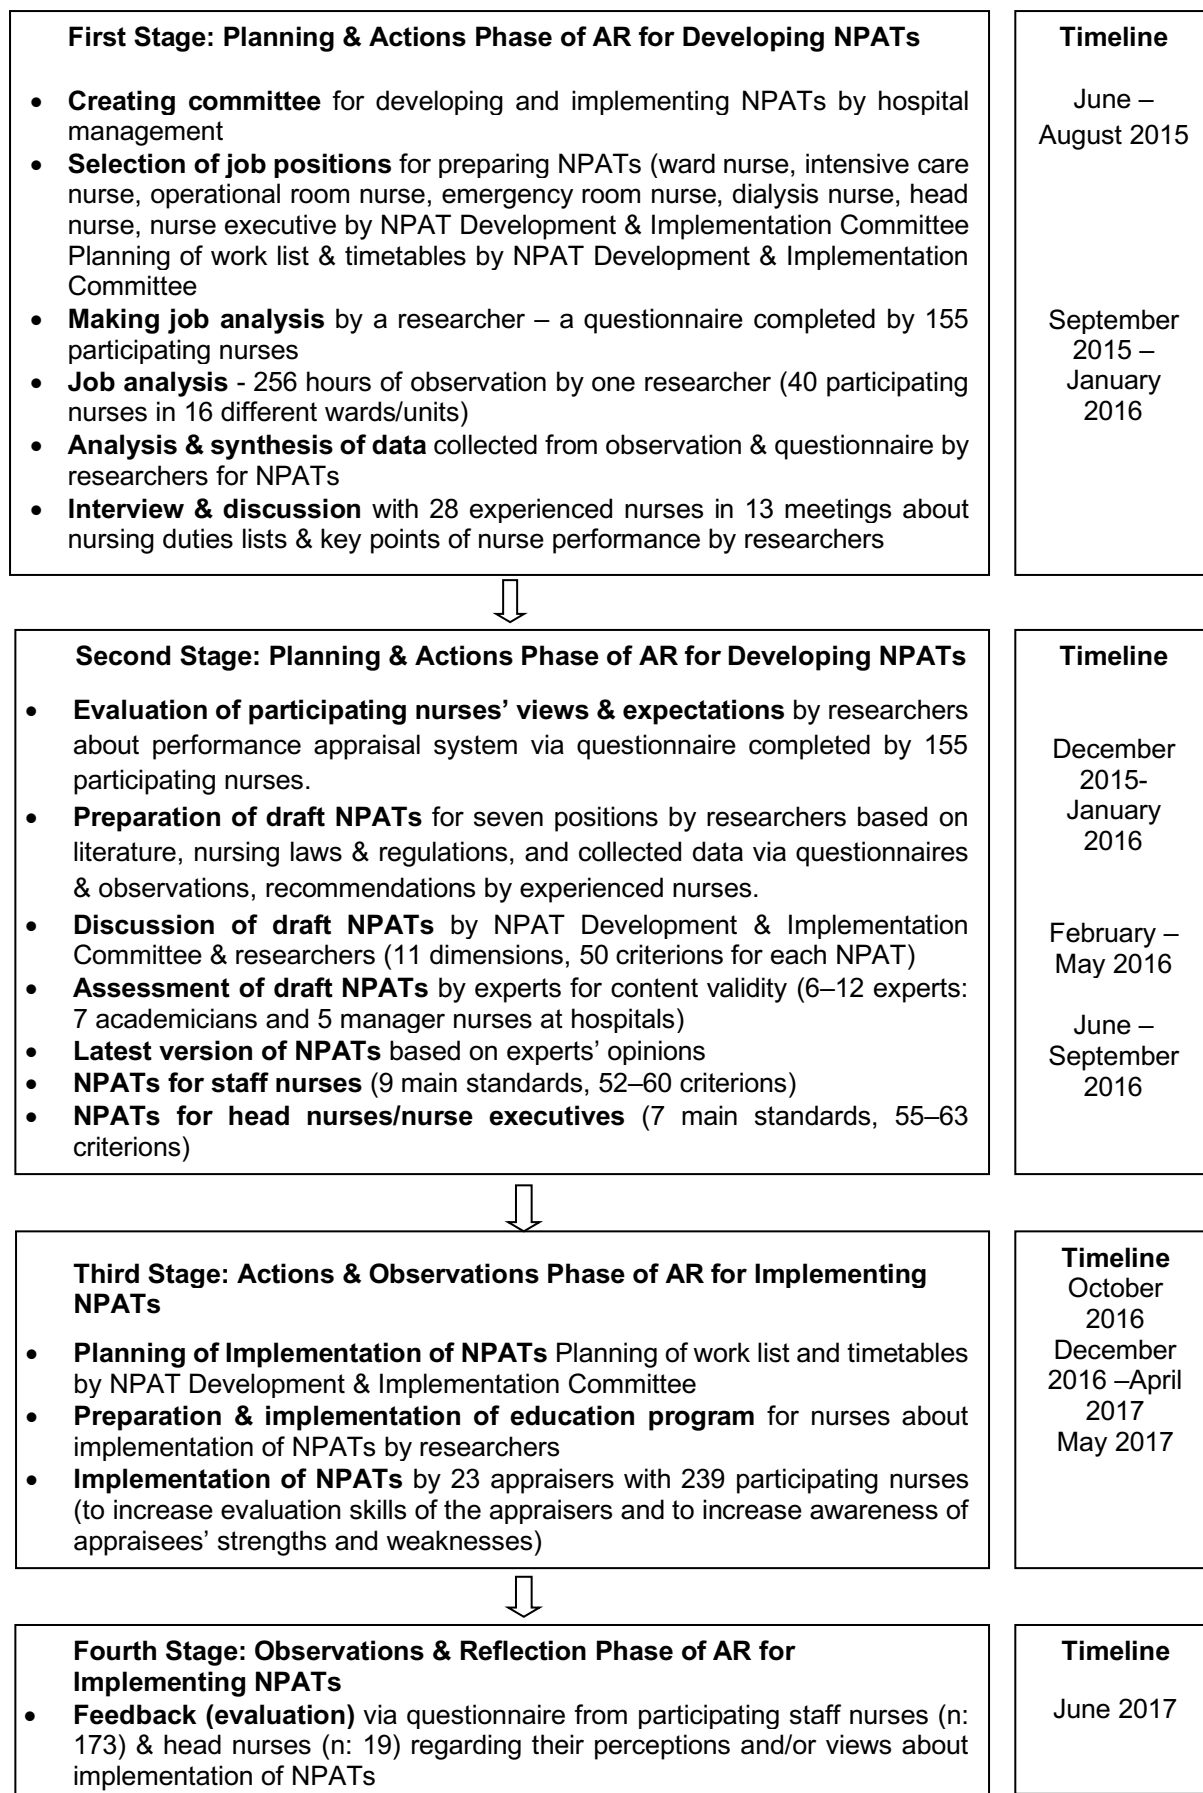 First Stage: Planning & Actions Phase of AR for Developing NPATs
• Creating committee for developing and implementing NPATs by hospital
management
• Selection of job positions for preparing NPATs (ward nurse, intensive care
nurse, operational room nurse, emergency room nurse, dialysis nurse, head
nurse, nurse executive by NPAT Development & Implementation Committee
Planning of work list & timetables by NPAT Development & Implementation
Committee
• Making job analysis by a researcher – a questionnaire completed by 155
participating nurses
• Job analysis - 256 hours of observation by one researcher (40 participating
nurses in 16 different wards/units)
• Analysis & synthesis of data collected from observation & questionnaire by
researchers for NPATs
• Interview & discussion with 28 experienced nurses in 13 meetings about
nursing duties lists & key points of nurse performance by researchers
Timeline
June –
August 2015
September
2015 –
January
2016
Second Stage: Planning & Actions Phase of AR for Developing NPATs
• Evaluation of participating nurses’ views & expectations by researchers
about performance appraisal system via questionnaire completed by 155
participating nurses.
• Preparation of draft NPATs for seven positions by researchers based on
literature, nursing laws & regulations, and collected data via questionnaires
& observations, recommendations by experienced nurses.
• Discussion of draft NPATs by NPAT Development & Implementation
Committee & researchers (11 dimensions, 50 criterions for each NPAT)
• Assessment of draft NPATs by experts for content validity (6–12 experts:
7 academicians and 5 manager nurses at hospitals)
• Latest version of NPATs based on experts’ opinions
• NPATs for staff nurses (9 main standards, 52–60 criterions)
• NPATs for head nurses/nurse executives (7 main standards, 55–63
criterions)
Timeline
December
2015-
January
2016
February –
May 2016
June –
September
2016
Third Stage: Actions & Observations Phase of AR for Implementing
NPATs
• Planning of Implementation of NPATs Planning of work list and timetables
by NPAT Development & Implementation Committee
• Preparation & implementation of education program for nurses about
implementation of NPATs by researchers
• Implementation of NPATs by 23 appraisers with 239 participating nurses
(to increase evaluation skills of the appraisers and to increase awareness of
appraisees’ strengths and weaknesses)
Timeline
October
2016
December
2016 –April
2017
May 2017
Fourth Stage: Observations & Reflection Phase of AR for
Implementing NPATs
• Feedback (evaluation) via questionnaire from participating staff nurses (n:
173) & head nurses (n: 19) regarding their perceptions and/or views about
implementation of NPATs
Timeline
June 2017